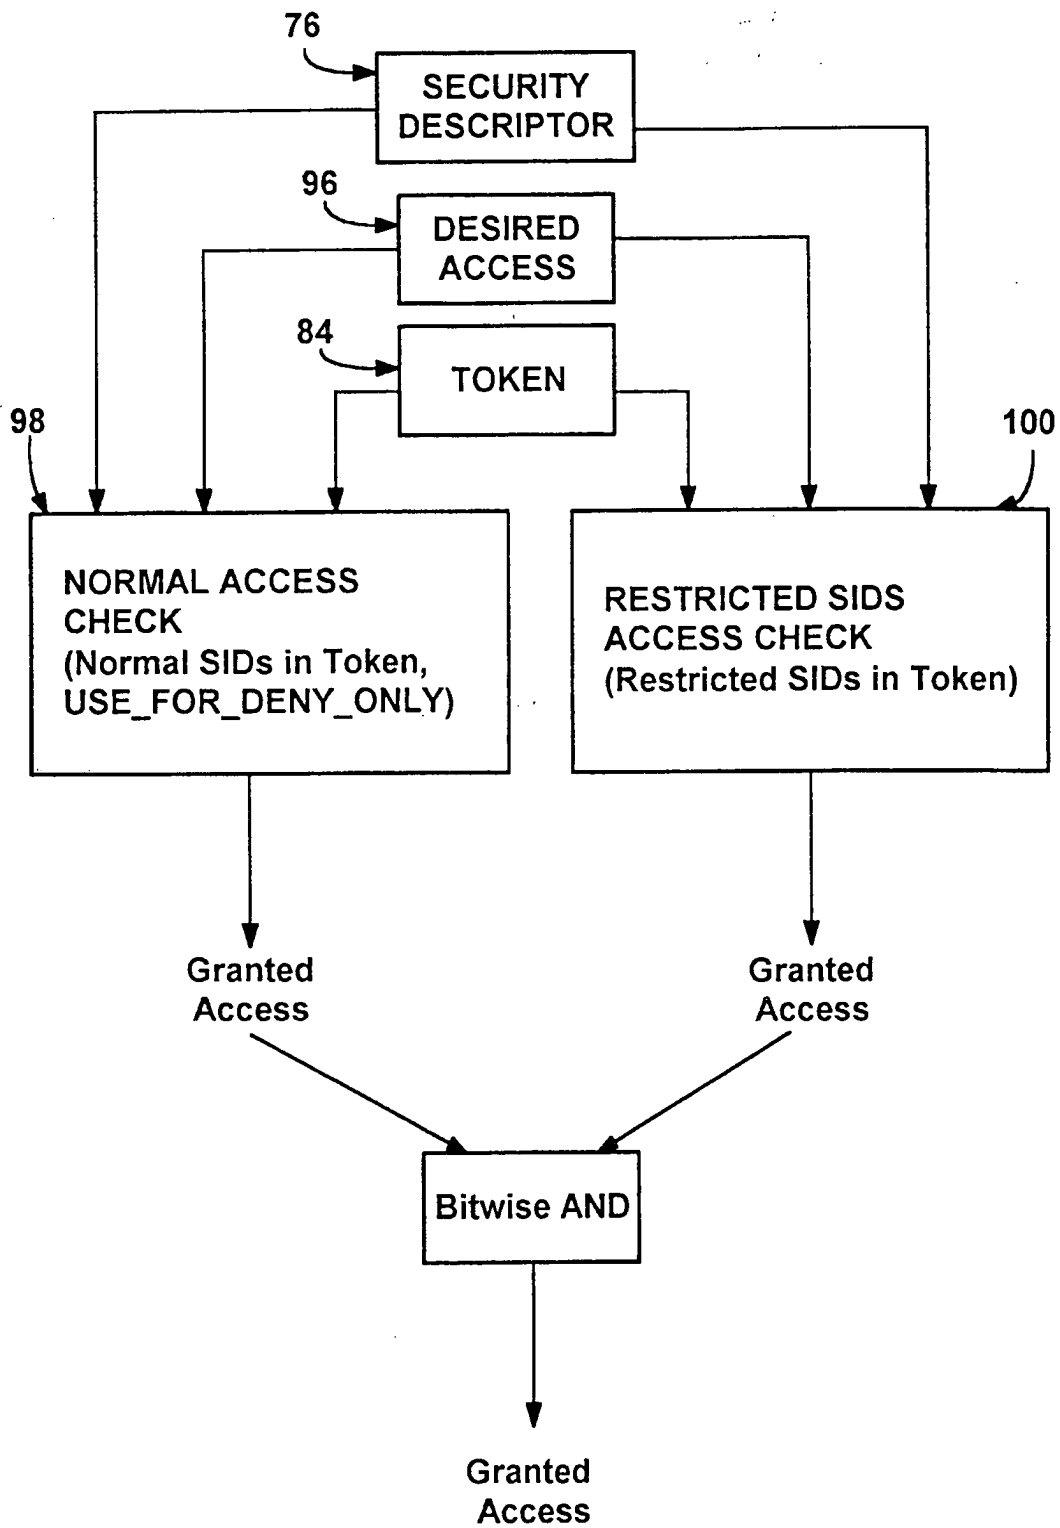 76
SECURITY
DESCRIPTOR
96
DESIRED
ACCESS
84
TOKEN
98
100
NORMAL ACCESS
CHECK
(Normal SIDs in Token,
USE_FOR_DENY_ONLY)
RESTRICTED SIDS
ACCESS CHECK
(Restricted SIDs in Token)
Granted
Access
Granted
Access
Bitwise AND
Granted
Access